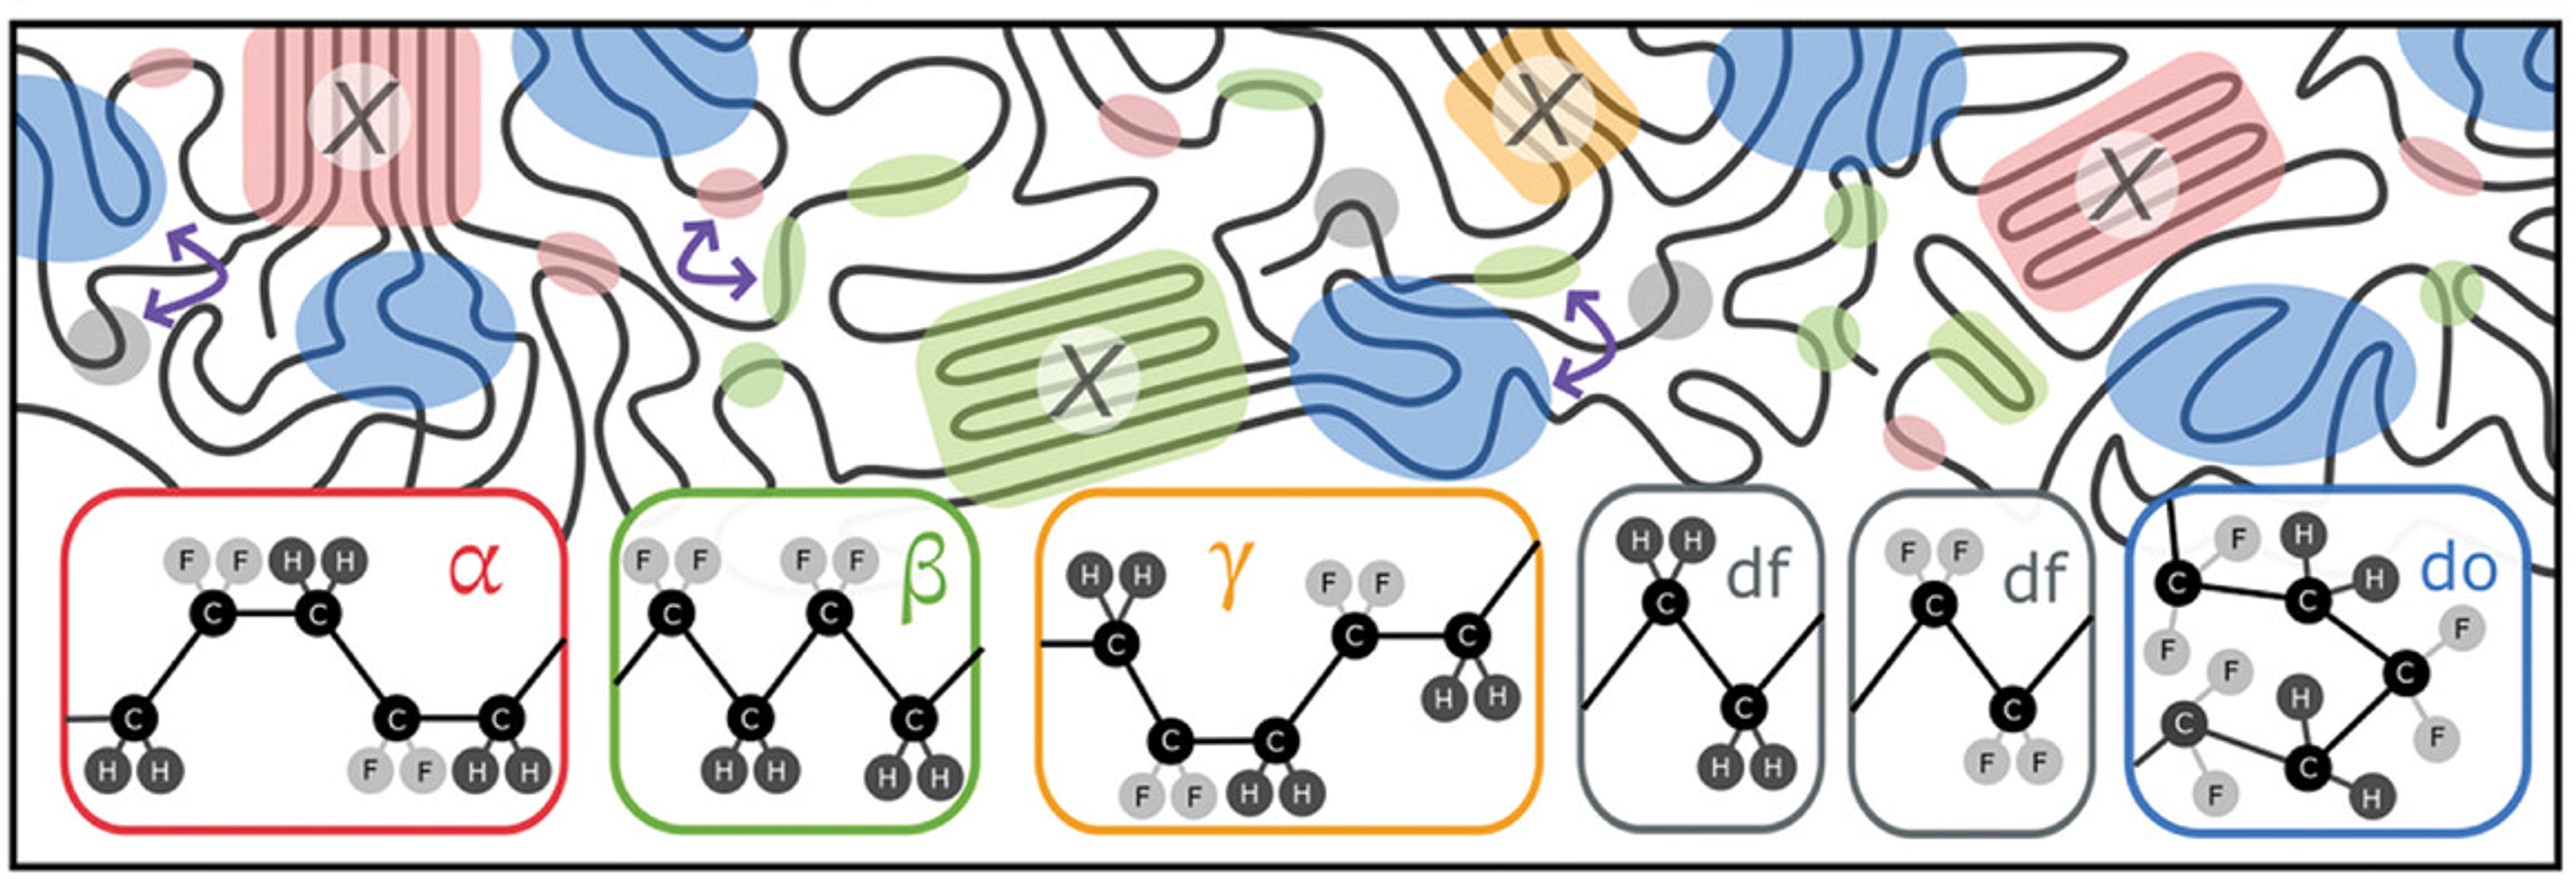 X
X
X
X
α
F F H H
C C
C C C
H H F F H H
β
F F F F
C C
C C
H H H H
γ
H H F F
C C C
C C H H
F F H H
df
H H
C
C
H H
df
F F
C
C
F F
do
F H
C C H
F F
C
F H
C F
C
F H